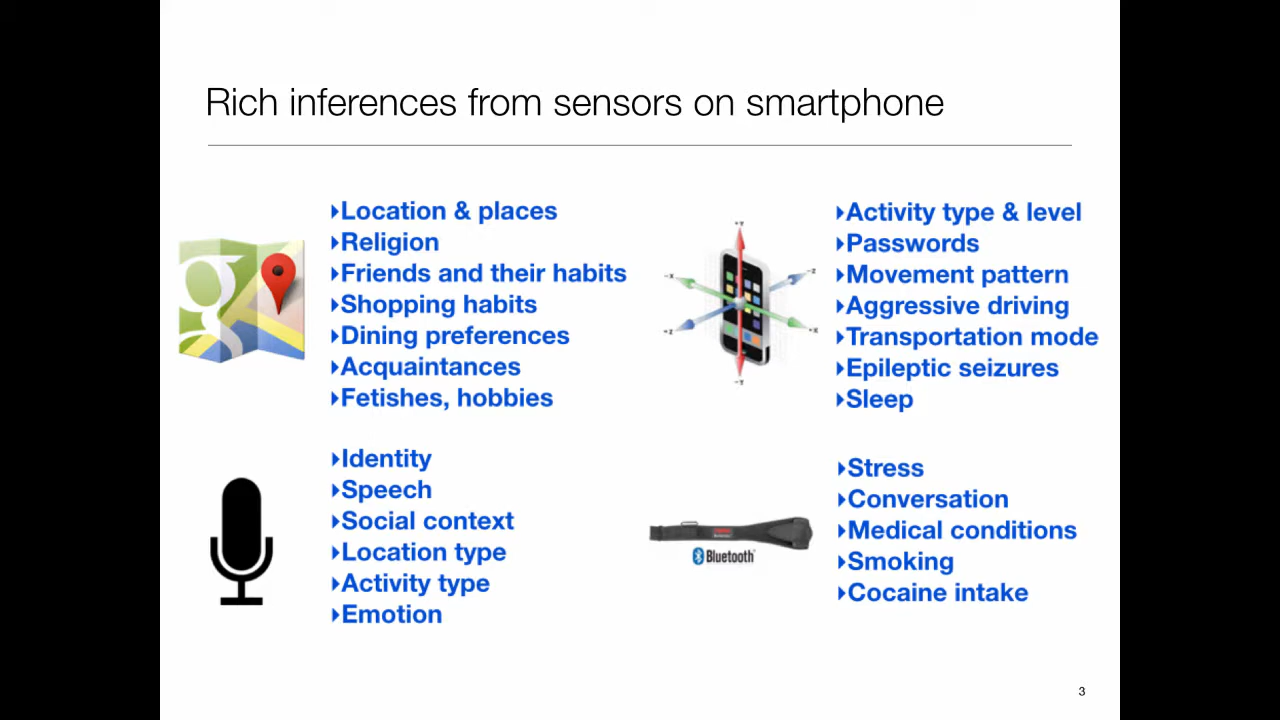 Rich inferences from sensors on smartphone
‣Location & places
‣Religion
‣Friends and their habits
‣Shopping habits
‣Dining preferences
‣Acquaintances
‣Fetishes, hobbies
g
+Y
-X
-Z
+Z
+X
-Y
‣Activity type & level
‣Passwords
‣Movement pattern
‣Aggressive driving
‣Transportation mode
‣Epileptic seizures
‣Sleep
‣Identity
‣Speech
‣Social context
‣Location type
‣Activity type
‣Emotion
Bluetooth
‣Stress
‣Conversation
‣Medical conditions
‣Smoking
‣Cocaine intake
3